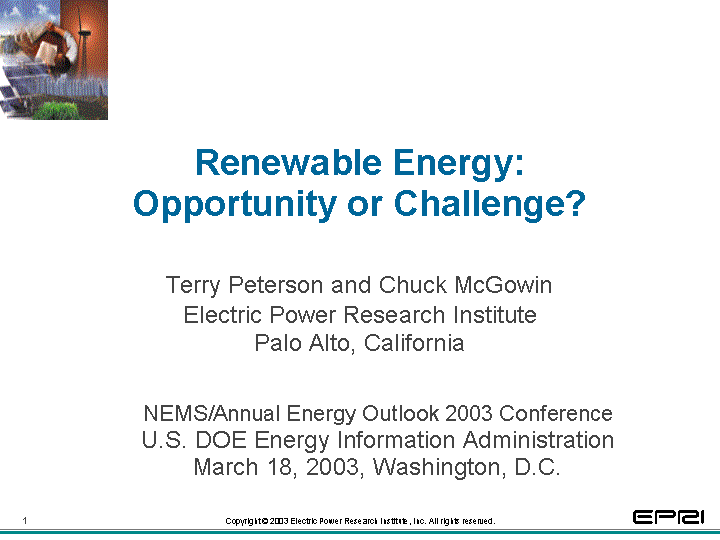 Renewable Energy:
Opportunity or Challenge?
Terry Peterson and Chuck McGowin
Electric Power Research Institute
Palo Alto, California
NEMS/Annual Energy Outlook 2003 Conference
U.S. DOE Energy Information Administration
March 18, 2003, Washington, D.C.
1
Copyright © 2003 Electric Power Research Institute, Inc. All rights reserved.
EPRI